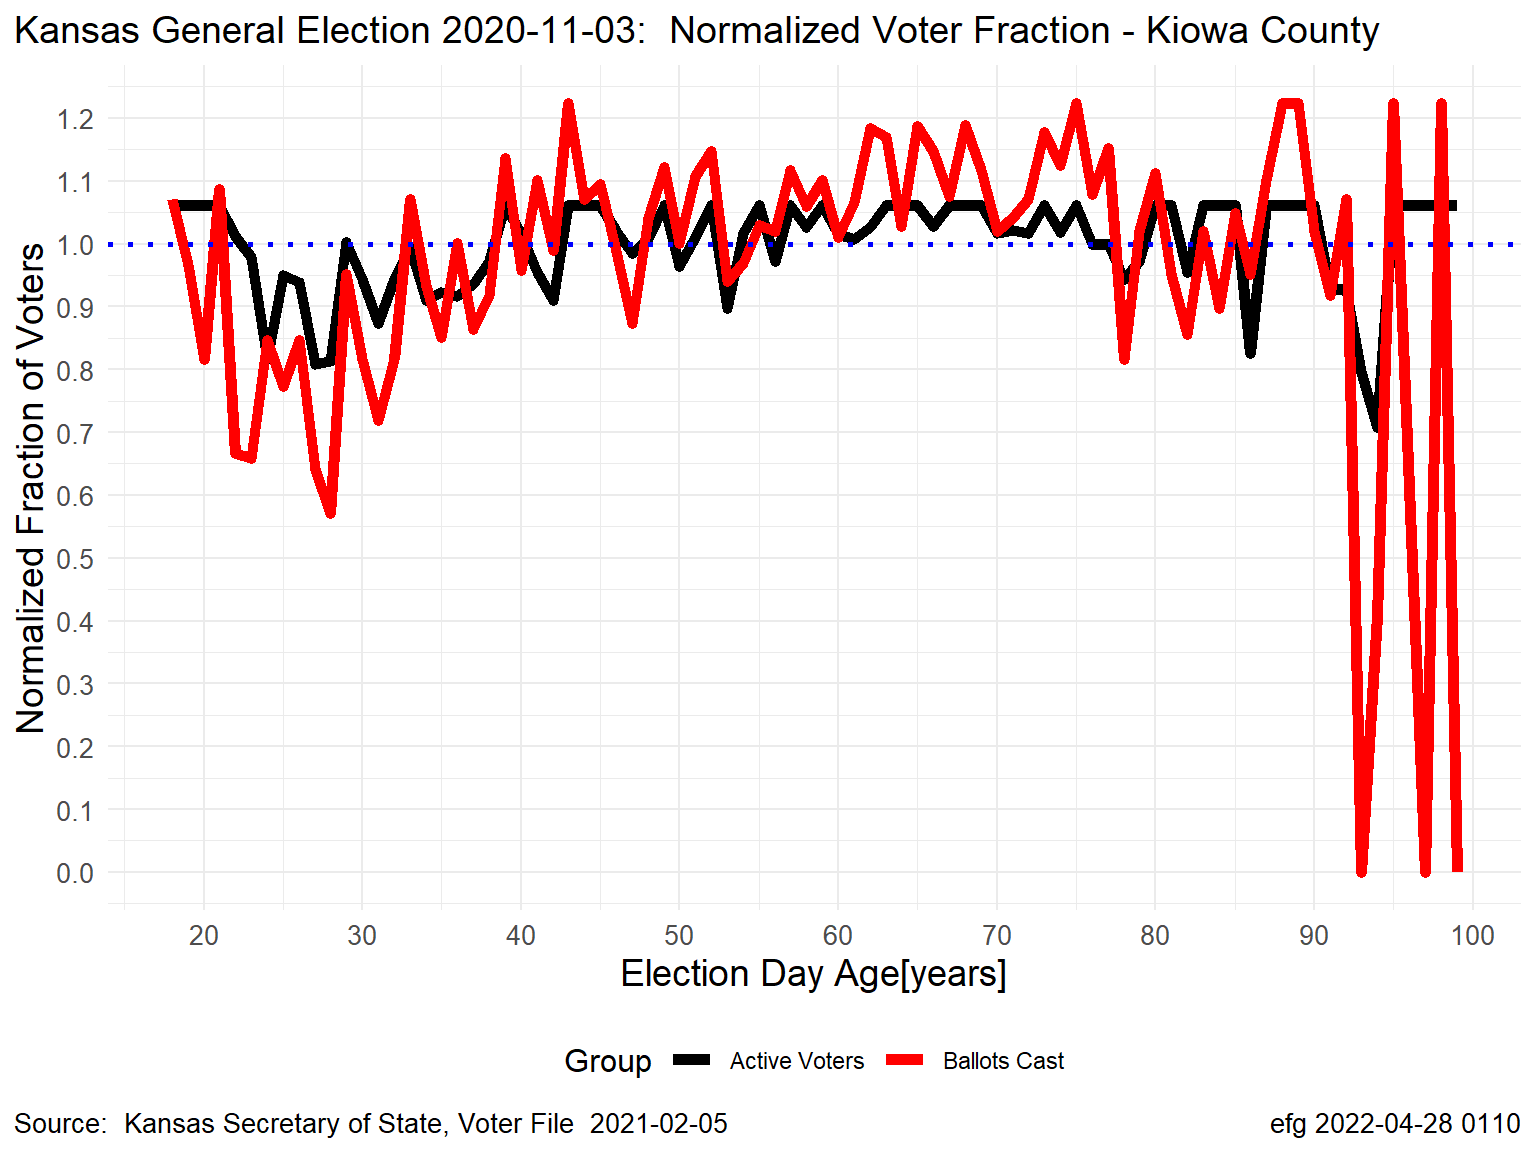 Kansas General Election 2020-11-03:  Normalized Voter Fraction - Kiowa County
Normalized Fraction of Voters
1.2
1.1
1.0
0.9
0.8
0.7
0.6
0.5
0.4
0.3
0.2
0.1
0.0
20 30 40 50 60 70 80 90 100
Election Day Age[years]
Group Active Voters Ballots Cast
Source:  Kansas Secretary of State, Voter File  2021-02-05 efg 2022-04-28 0110